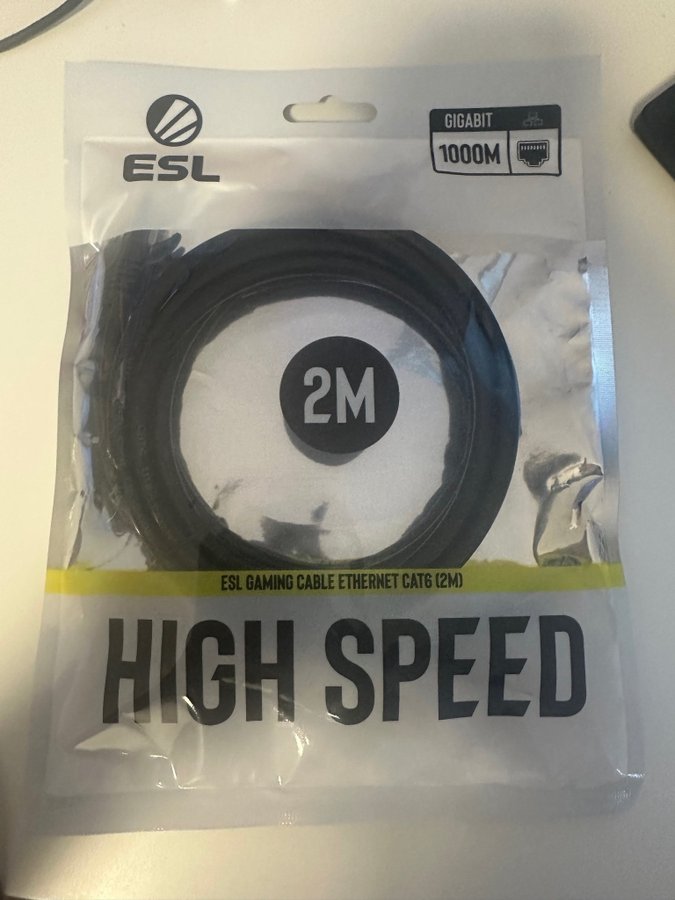 ESL
GIGABIT
1000M
2M
ESL GAMING CABLE ETHERNET CAT6 (2M)
HIGH SPEED